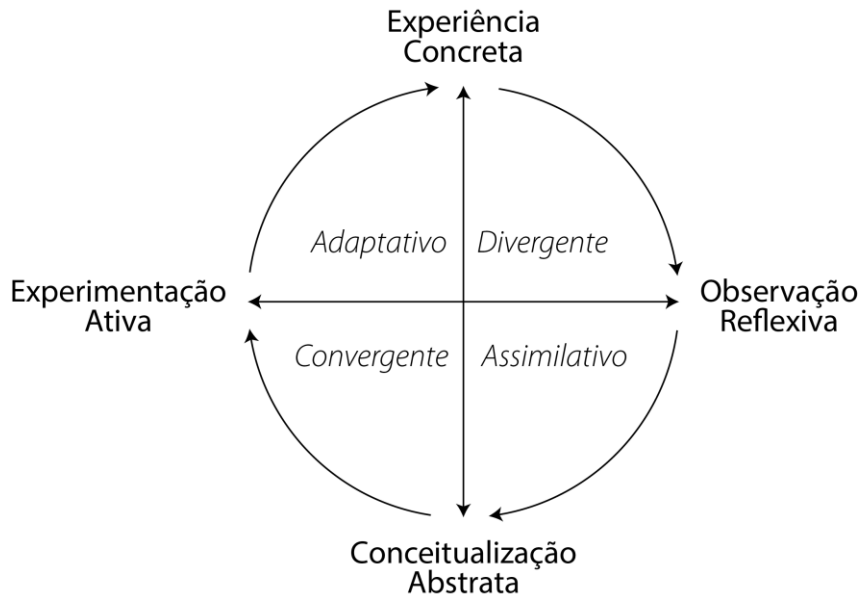 Experiência
Concreta
Adaptativo
Divergente
Experimentação
Ativa
Observação
Reflexiva
Convergente
Assimilativo
Conceitualização
Abstrata